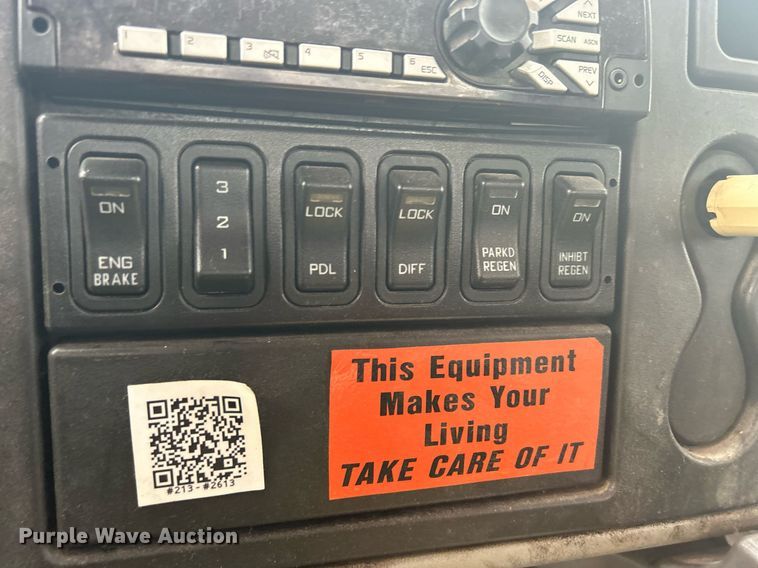 1
2
3
4
5
6
ESC
NEXT
SCAN ASCN
DISP
PREV
ON
ENG
BRAKE
3
2
1
LOCK
PDL
LOCK
DIFF
ON
PARKD
REGEN
ON
INHIBT
REGEN
This Equipment
Makes Your
Living
TAKE CARE OF IT
#213-#2613
Purple Wave Auction